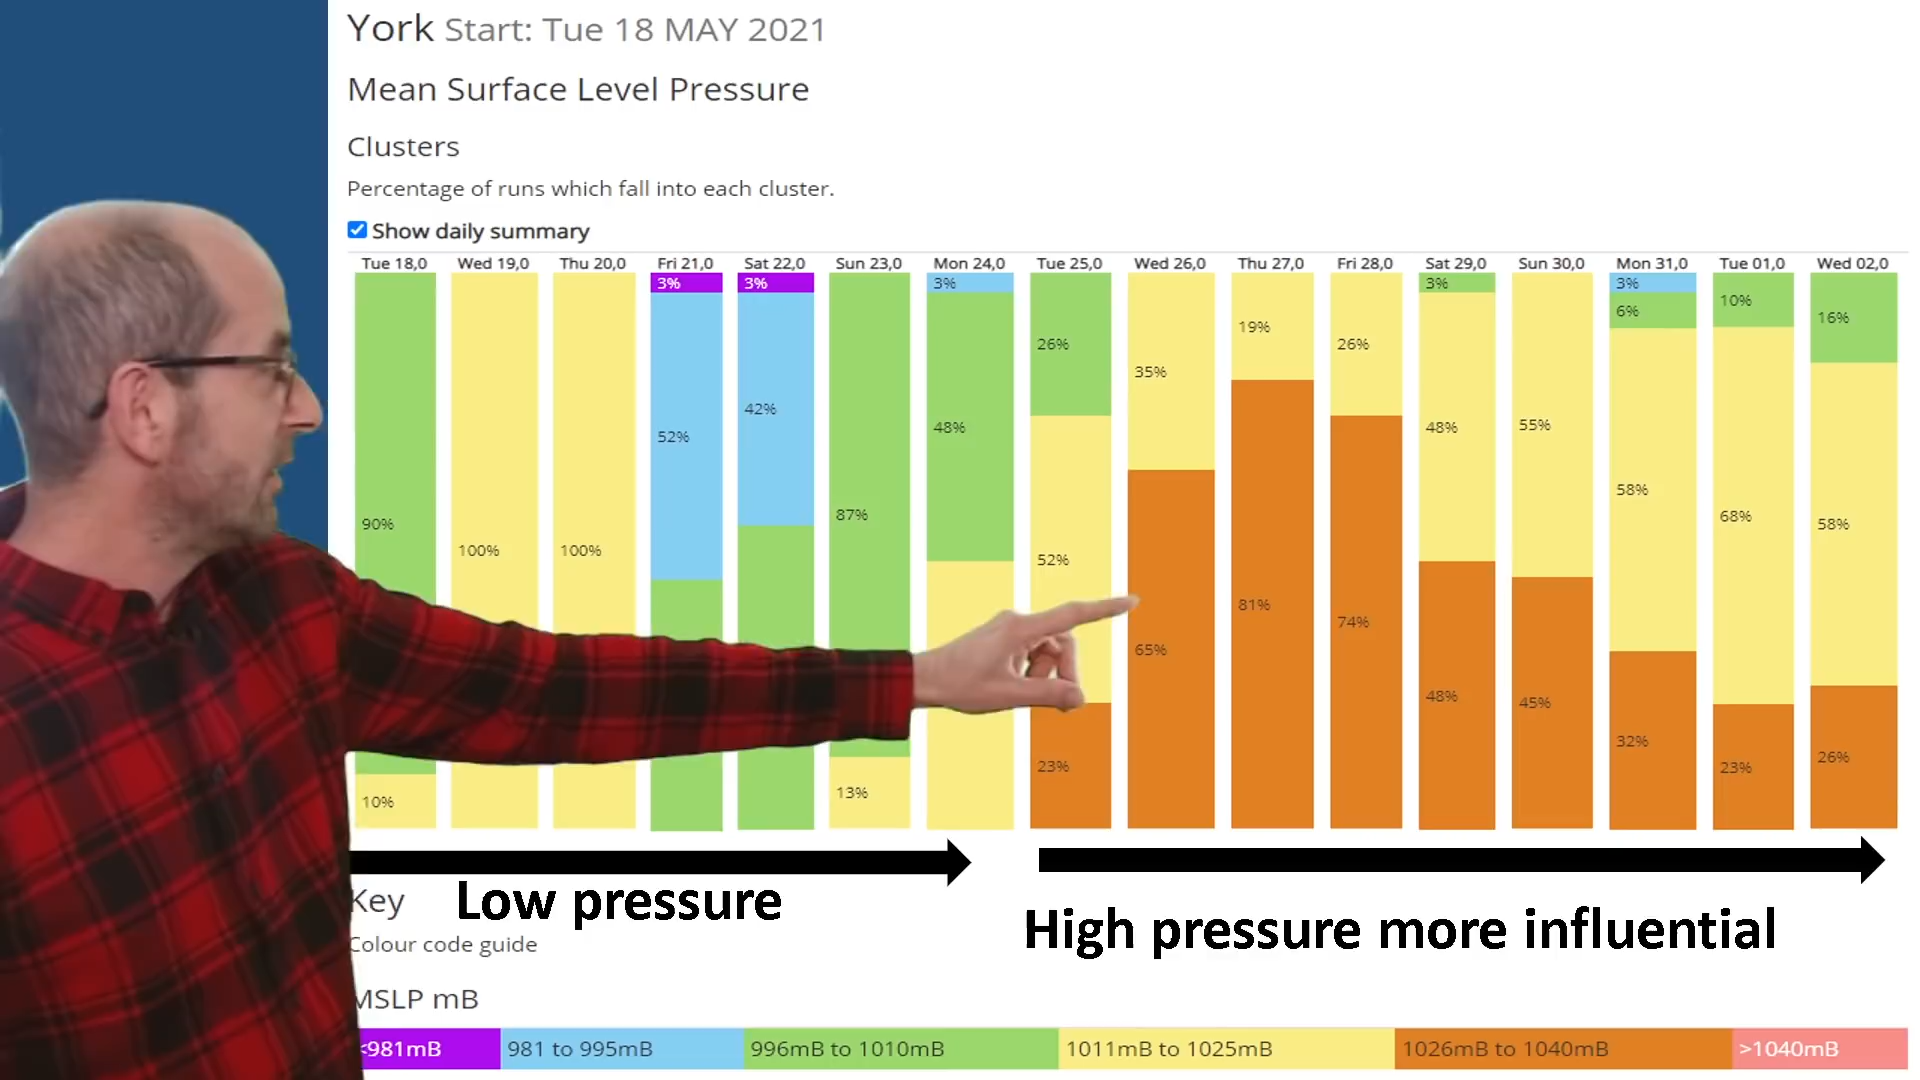 York Start: Tue 18 MAY 2021
Mean Surface Level Pressure
Clusters
Percentage of runs which fall into each cluster.
Show daily summary
Tue 18,0 Wed 19,0 Thu 20,0 Fri 21,0 Sat 22,0 Sun 23,0 Mon 24,0 Tue 25,0 Wed 26,0 Thu 27,0 Fri 28,0 Sat 29,0 Sun 30,0 Mon 31,0 Tue 01,0 Wed 02,0
3% 3% 3% 3% 3%
10%
6%
16%
19%
26% 26%
35%
42%
48% 48% 55%
52%
58%
87% 68%
90% 58%
100% 100% 52%
81%
74%
65%
48% 45%
32%
23% 23% 26%
13%
10%
Low pressure
High pressure more influential
Key
Colour code guide
MSLP mB
<981mB 981 to 995mB 996mB to 1010mB 1011mB to 1025mB 1026mB to 1040mB >1040mB